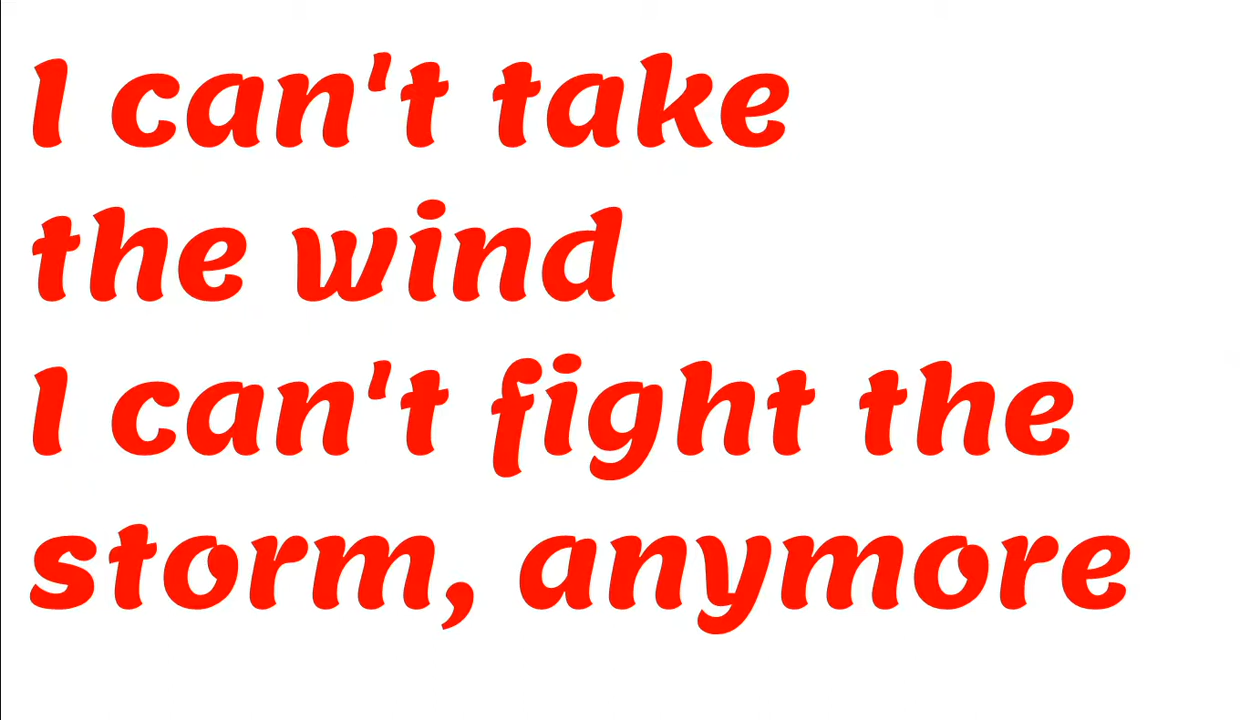 I can't take
the wind
I can't fight the
storm, anymore